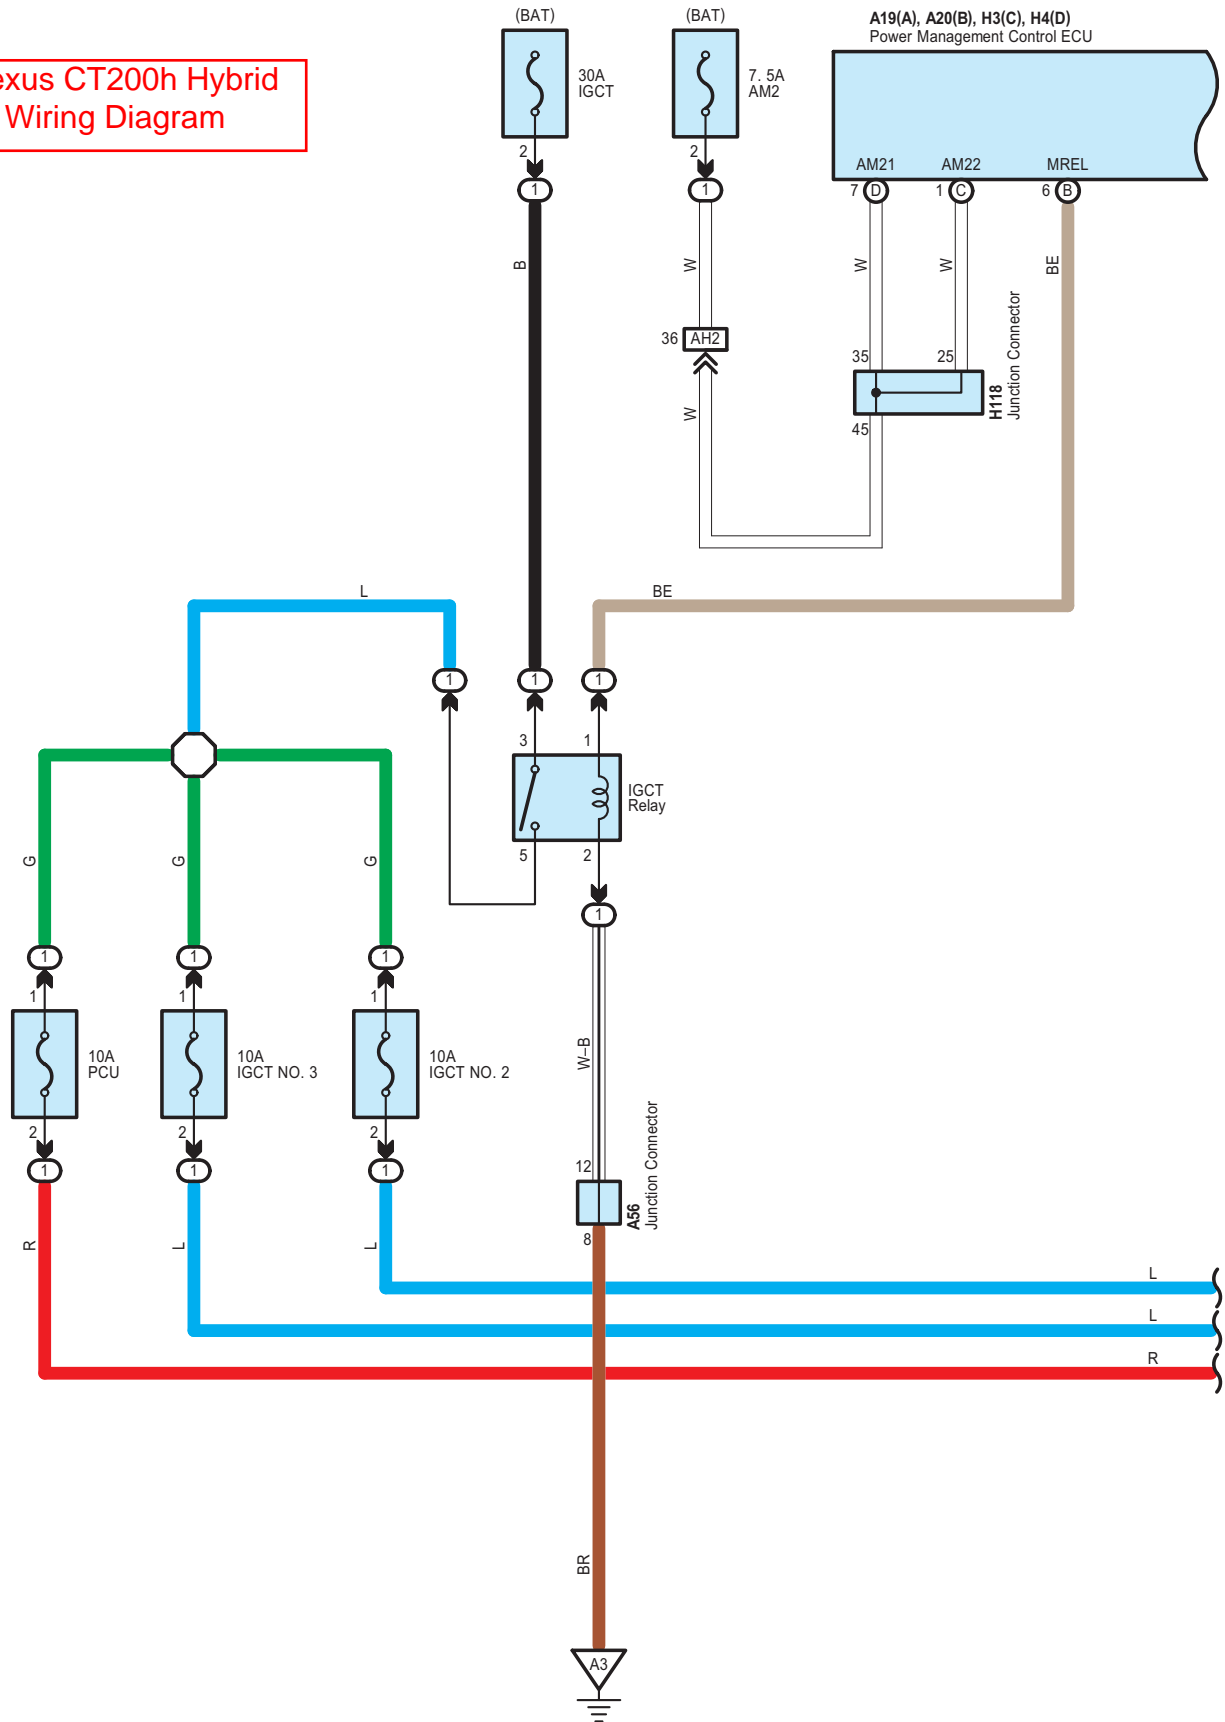 (BAT)
(BAT)
A19(A), A20(B), H3(C), H4(D)
Power Management Control ECU
exus CT200h Hybrid
Wiring Diagram
30A
IGCT
7. 5A
AM2
2
2
AM21
AM22
MREL
1
1
7 D
1 C
6 B
B
W
W
W
BE
36 AH2
35
25
H118
Junction Connector
W
45
L
BE
1
1
1
3
1
IGCT
Relay
G
G
G
5
2
1
1
1
1
1
1
1
10A
PCU
10A
IGCT NO. 3
10A
IGCT NO. 2
W–B
2
2
2
1
1
1
12
A56
Junction Connector
R
L
L
8
L
L
R
BR
A3